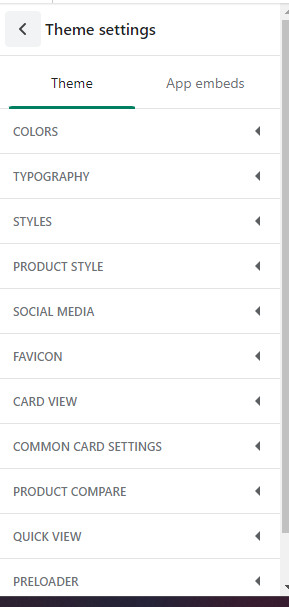 Theme settings
Theme App embeds
COLORS
TYPOGRAPHY
STYLES
PRODUCT STYLE
SOCIAL MEDIA
FAVICON
CARD VIEW
COMMON CARD SETTINGS
PRODUCT COMPARE
QUICK VIEW
PRELOADER